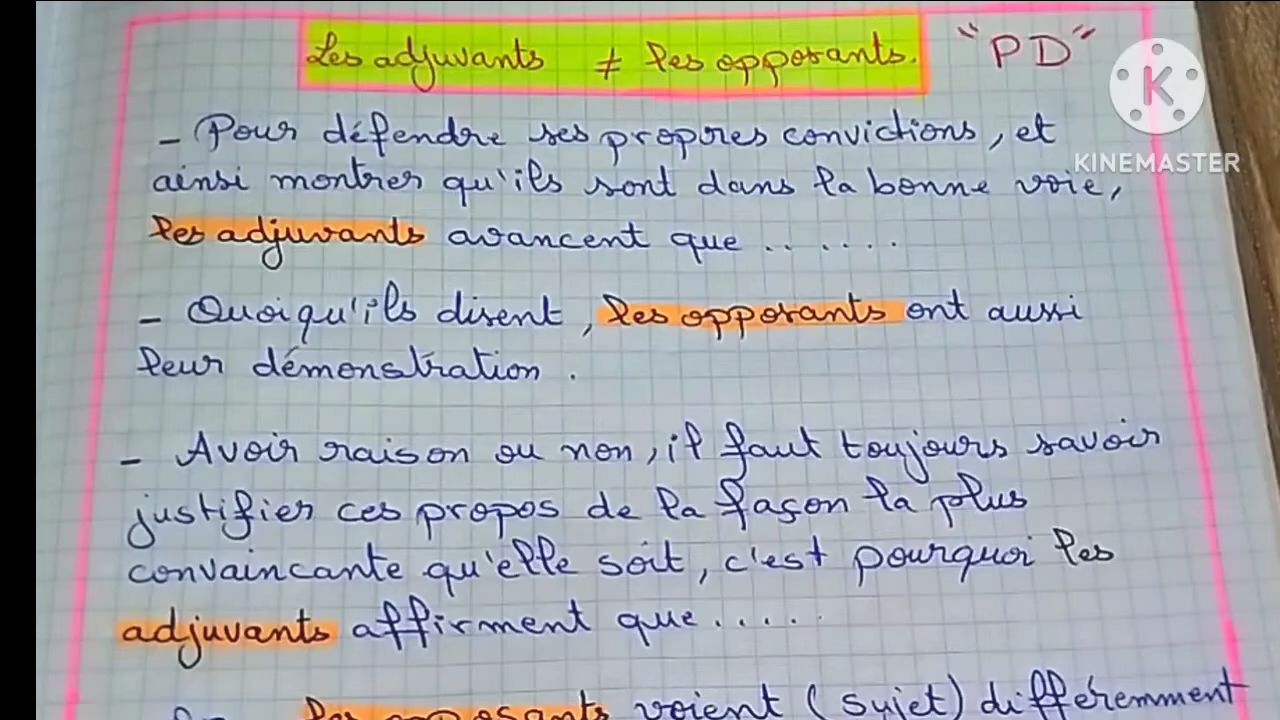 Les adjuvants ≠ les opposants. "PD"
KINEMASTER
- Pour défendre ses propres convictions, et
ainsi montrer qu'ils sont dans la bonne voie,
les adjuvants avancent que .......
- Quoiqu'ils disent, les opposants ont aussi
leur démonstration.
- Avoir raison ou non, il faut toujours savoir
justifier ces propos de la façon la plus
convaincante qu'elle soit, c'est pourquoi les
adjuvants affirment que .....
les opposants voient (sujet) différemment